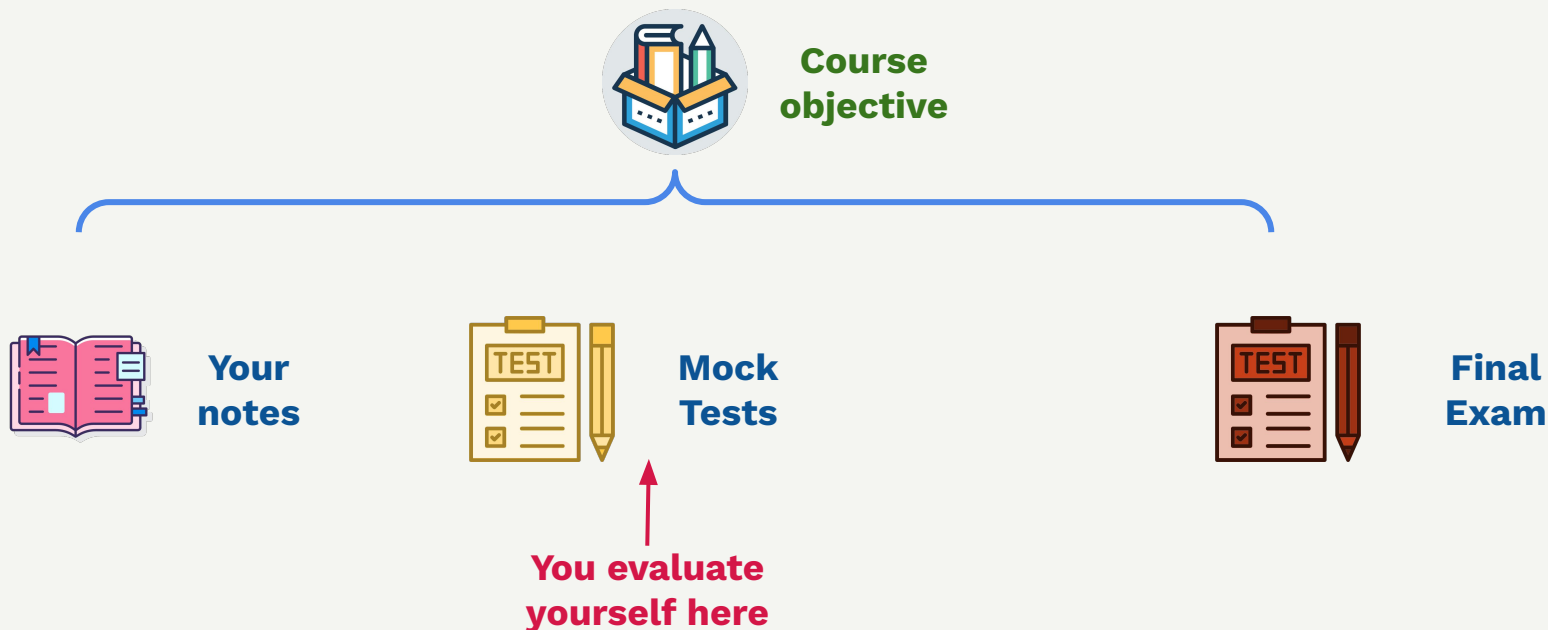 Course
objective
Your
notes
TEST
Mock
Tests
TEST
Final
Exam
You evaluate
yourself here